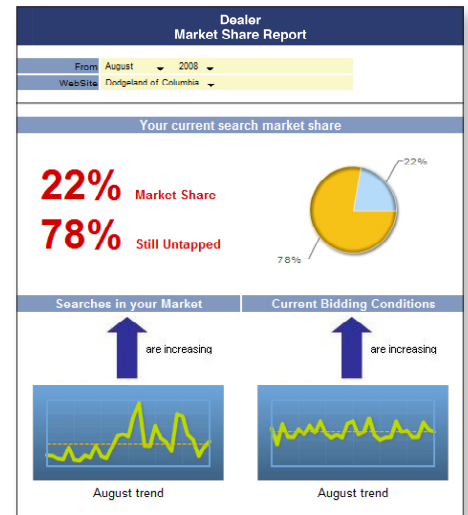 Dealer
Market Share Report
From August 2008
WebSite Dodgeland of Columbia
Your current search market share
22% Market Share
78% Still Untapped
22%
78%
Searches in your Market
Current Bidding Conditions
are increasing
are increasing
August trend
August trend